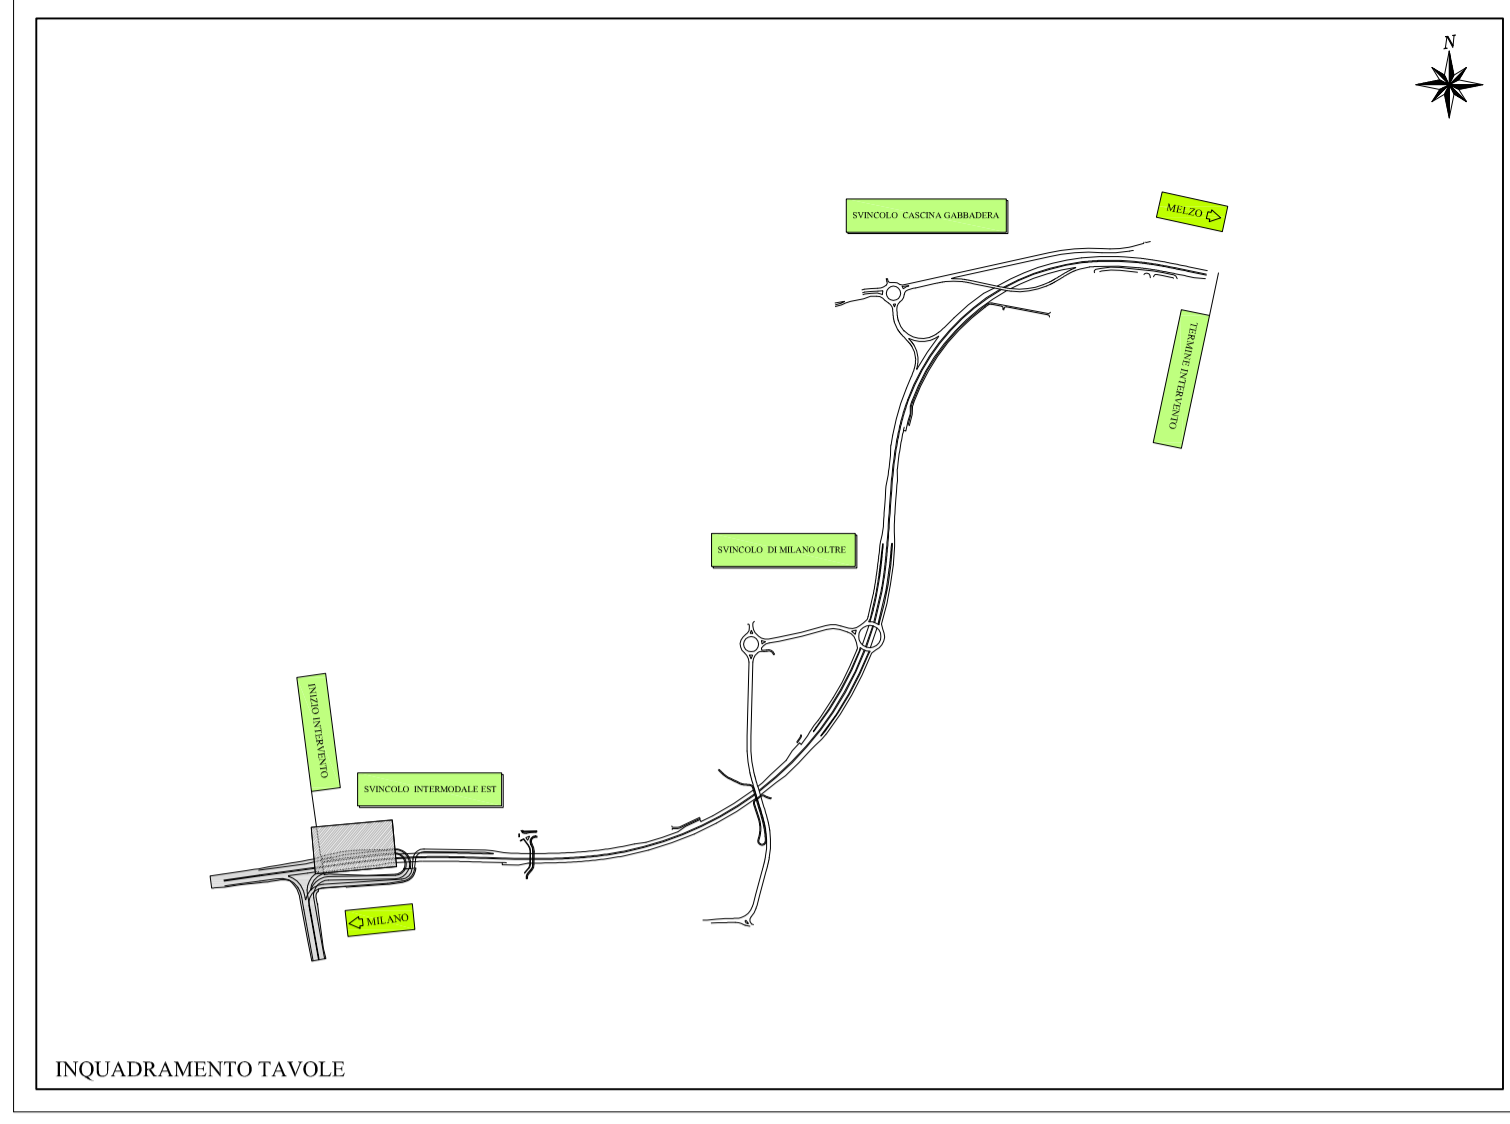 N
MELZO
SVINCOLO CASCINA GABBADERA
TERMINE INTERVENTO
SVINCOLO DI MILANO OLTRE
INIZIO INTERVENTO
SVINCOLO INTERMODALE EST
MILANO
INQUADRAMENTO TAVOLE